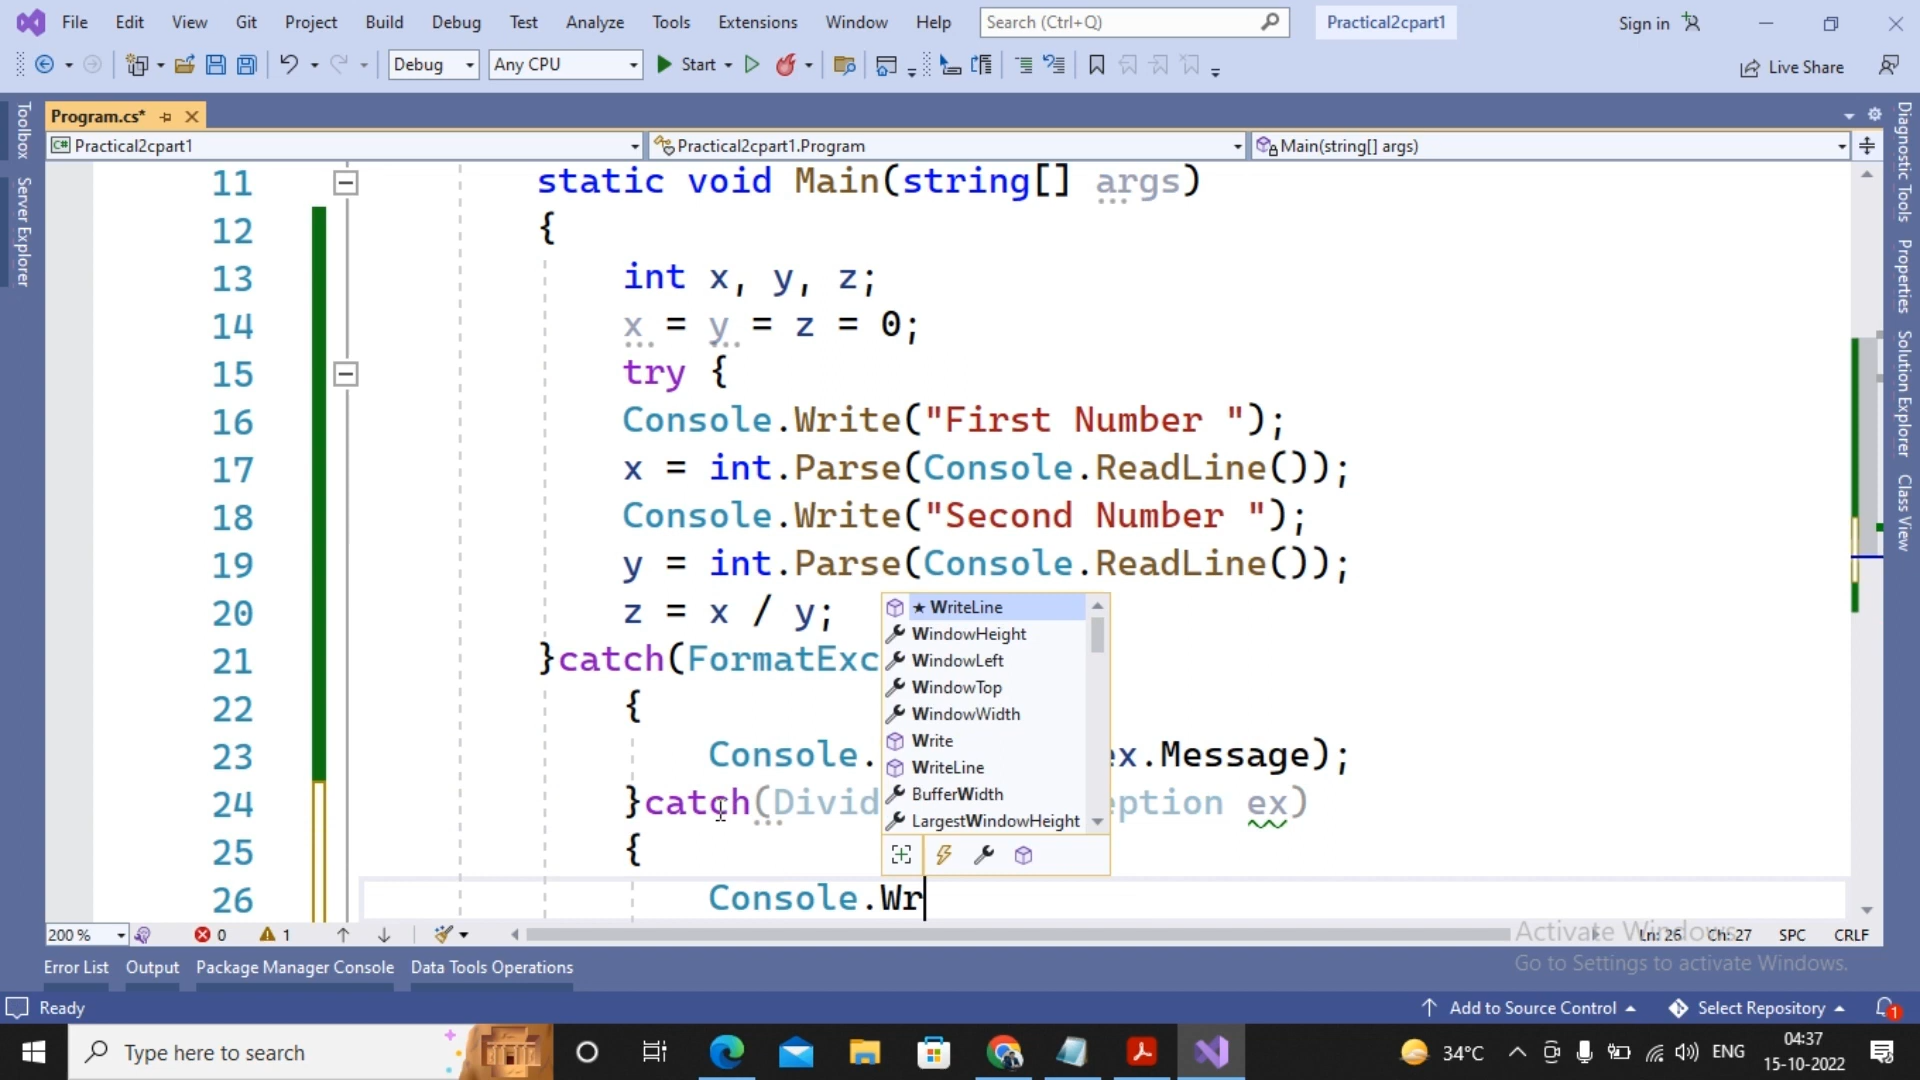 File Edit View Git Project Build Debug Test Analyze Tools Extensions Window Help Search (Ctrl+Q) Practical2cpart1 Sign in
Debug Any CPU Start Live Share
Program.cs*
Practical2cpart1 Practical2cpart1.Program Main(string[] args)
Toolbox
Server Explorer
Diagnostic Tools
Properties
Solution Explorer
Class View
11 static void Main(string[] args)
12 {
13 int x, y, z;
14 x = y = z = 0;
15 try {
16 Console.Write("First Number ");
17 x = int.Parse(Console.ReadLine());
18 Console.Write("Second Number ");
19 y = int.Parse(Console.ReadLine());
20 z = x / y;
21 }catch(FormatExc
22 {
23 Console. ex.Message);
24 }catch(Divid eption ex)
25 {
26 Console.Wr
★ WriteLine
WindowHeight
WindowLeft
WindowTop
WindowWidth
Write
WriteLine
BufferWidth
LargestWindowHeight
200 % 0 1 Ln: 26 Ch: 27 SPC CRLF
Activate Windows
Go to Settings to activate Windows.
Error List Output Package Manager Console Data Tools Operations
Ready Add to Source Control Select Repository 1
Type here to search 34°C ENG 04:37
15-10-2022